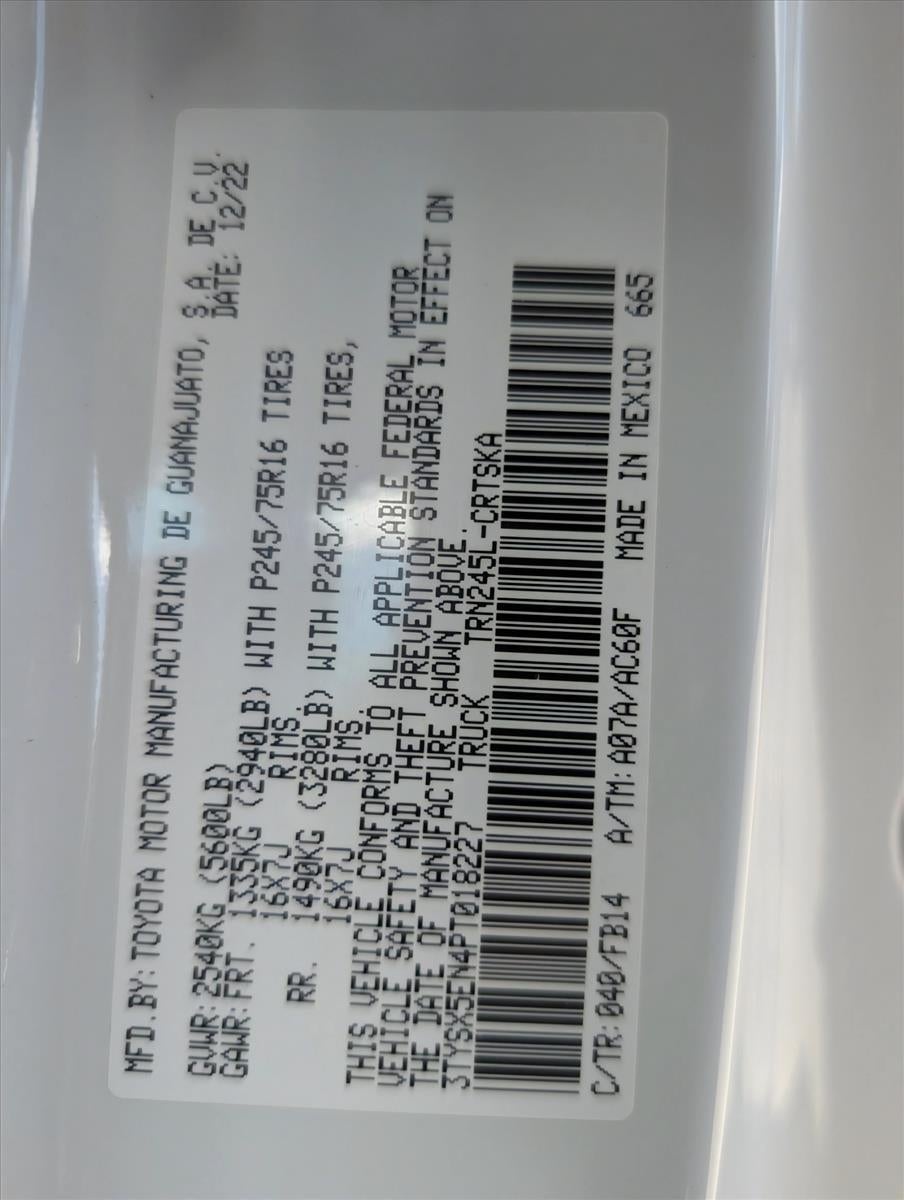 MFD.BY: TOYOTA MOTOR MANUFACTURING DE GUANAJUATO, S.A. DE C.V.
DATE: 12/22
GVWR: 2540KG (5600LB)
GAWR: FRT. 1335KG (2940LB) WITH P245/75R16 TIRES
16X7J RIMS.
RR. 1490KG (3280LB) WITH P245/75R16 TIRES,
16X7J RIMS.
THIS VEHICLE CONFORMS TO ALL APPLICABLE FEDERAL MOTOR
VEHICLE SAFETY AND THEFT PREVENTION STANDARDS IN EFFECT ON
THE DATE OF MANUFACTURE SHOWN ABOVE.
3TYSX5EN4PT018227 TRUCK TRN245L-CRTSKA
C/TR: 040/FB14 A/TM: A07A/AC60F MADE IN MEXICO 665